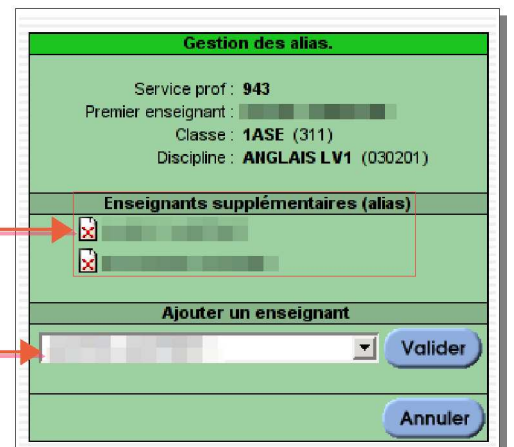 Gestion des alias.
Service prof : 943
Premier enseignant :
Classe : 1ASE (311)
Discipline : ANGLAIS LV1 (030201)
Enseignants supplémentaires (alias)
Ajouter un enseignant
Valider
Annuler